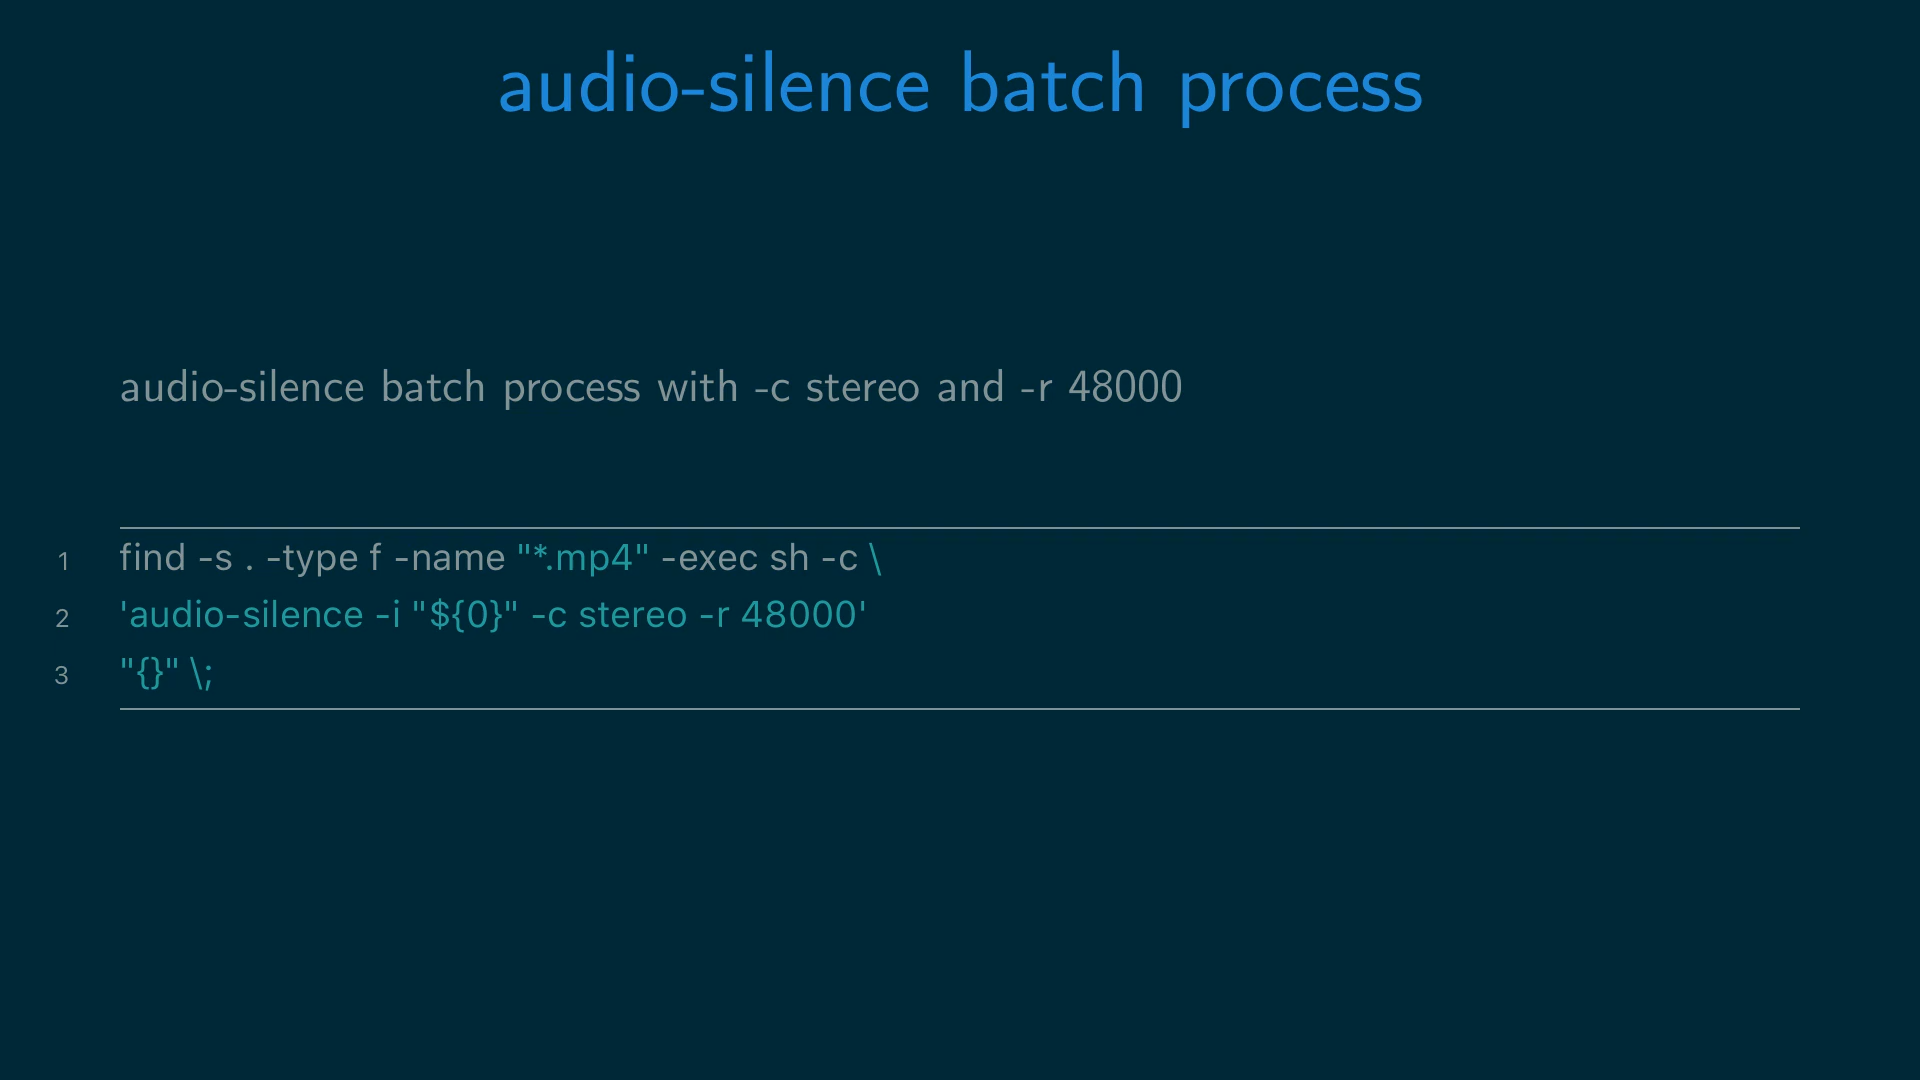 audio-silence batch process
audio-silence batch process with -c stereo and -r 48000
1 find -s . -type f -name "*.mp4" -exec sh -c \
2 'audio-silence -i "${0}" -c stereo -r 48000'
3 "{}" \;